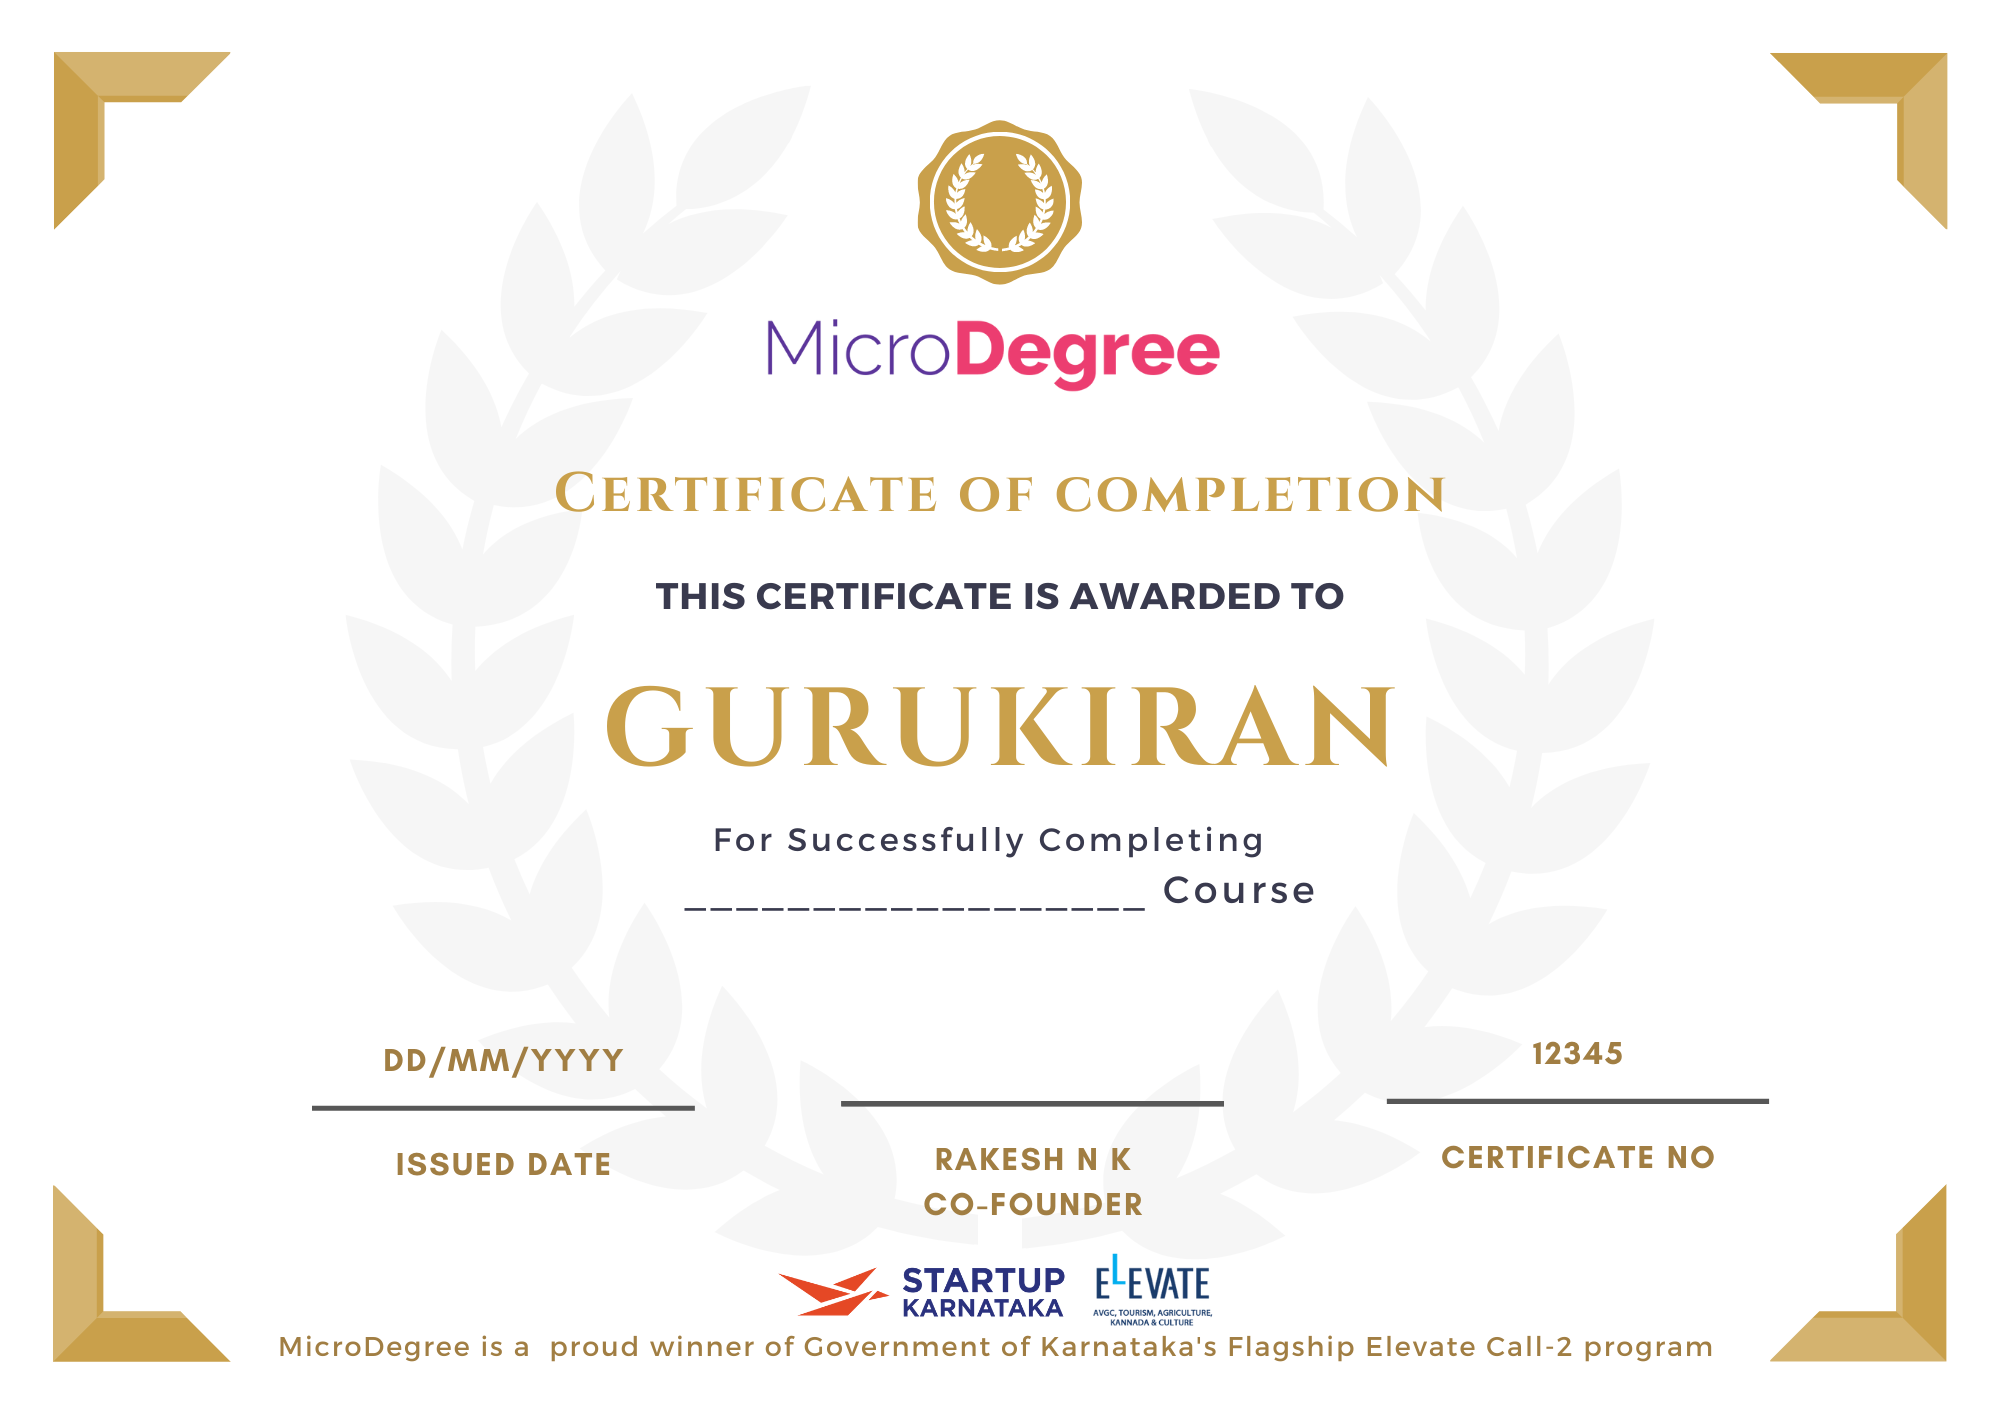 MicroDegree
Certificate of completion
THIS CERTIFICATE IS AWARDED TO
GURUKIRAN
For Successfully Completing
__________________ Course
DD/MM/YYYY
12345
ISSUED DATE
RAKESH N K
CO-FOUNDER
CERTIFICATE NO
STARTUP
KARNATAKA
ELEVATE
AVGC, TOURISM, AGRICULTURE,
KANNADA & CULTURE
MicroDegree is a proud winner of Government of Karnataka's Flagship Elevate Call-2 program